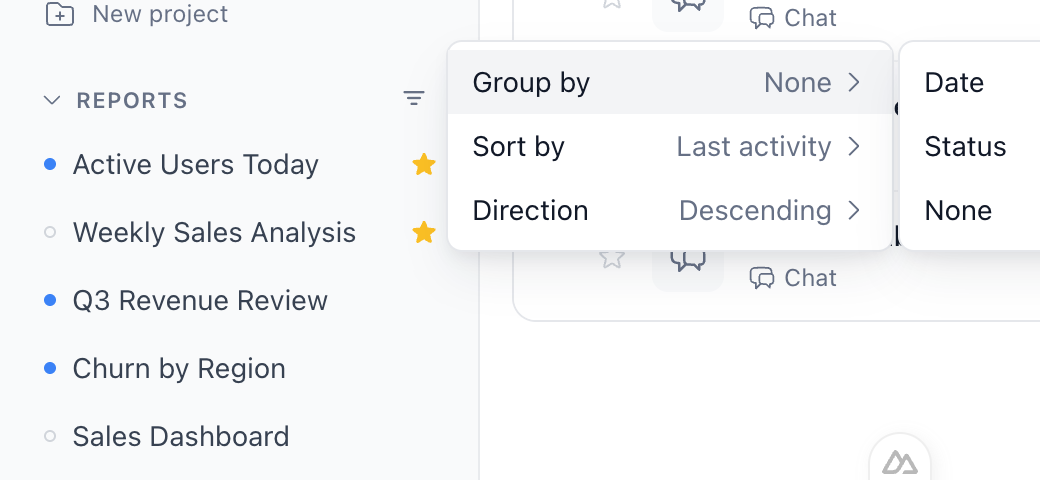 New project
REPORTS
Active Users Today
Weekly Sales Analysis
Q3 Revenue Review
Churn by Region
Sales Dashboard
Chat
Group by None
Sort by Last activity
Direction Descending
Date
Status
None
Chat